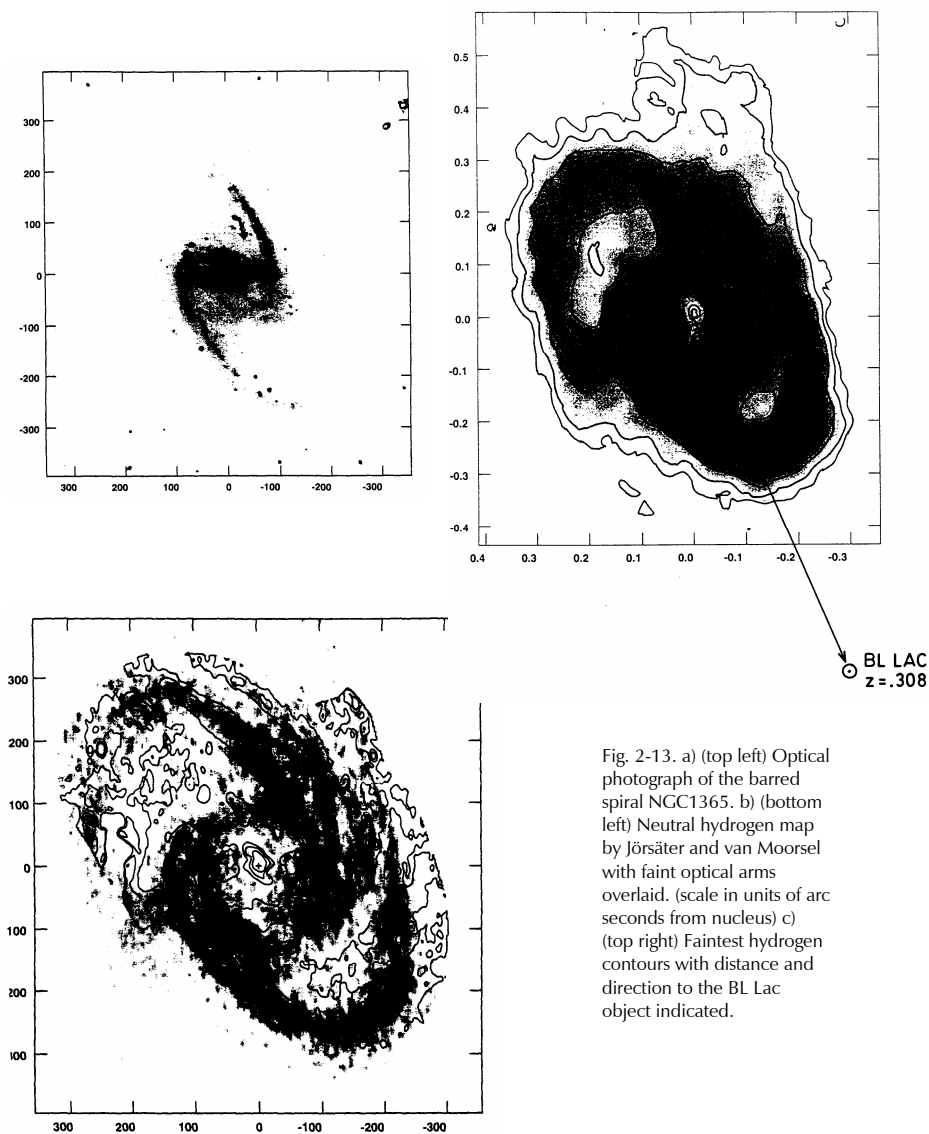 300
200
100
0
-100
-200
-300
300 200 100 0 -100 -200 -300
0.5
0.4
0.3
0.2
0.1
0.0
-0.1
-0.2
-0.3
-0.4
0.4 0.3 0.2 0.1 0.0 -0.1 -0.2 -0.3
BL LAC
z=.308
300
200
100
0
100
200
300 200 100 0 -100 -200 -300
Fig. 2-13. a) (top left) Optical
photograph of the barred
spiral NGC1365. b) (bottom
left) Neutral hydrogen map
by Jörsäter and van Moorsel
with faint optical arms
overlaid. (scale in units of arc
seconds from nucleus) c)
(top right) Faintest hydrogen
contours with distance and
direction to the BL Lac
object indicated.